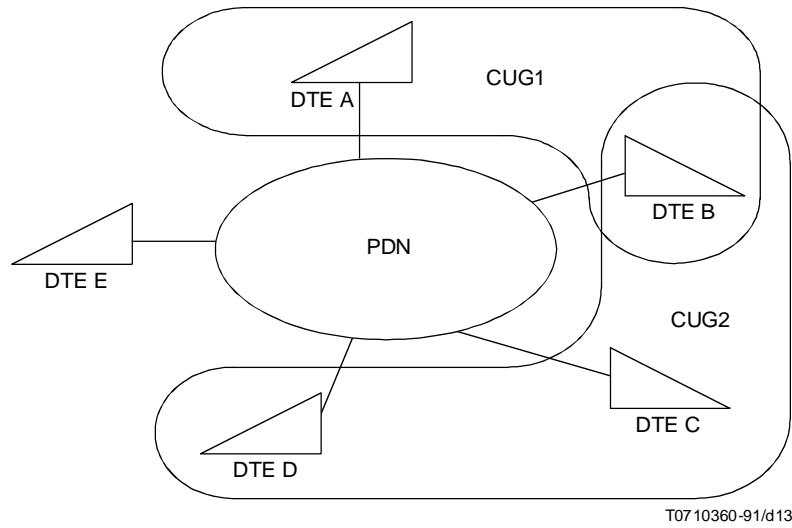 DTE A
CUG1
DTE B
DTE E
PDN
CUG2
DTE C
DTE D
T0710360-91/d13